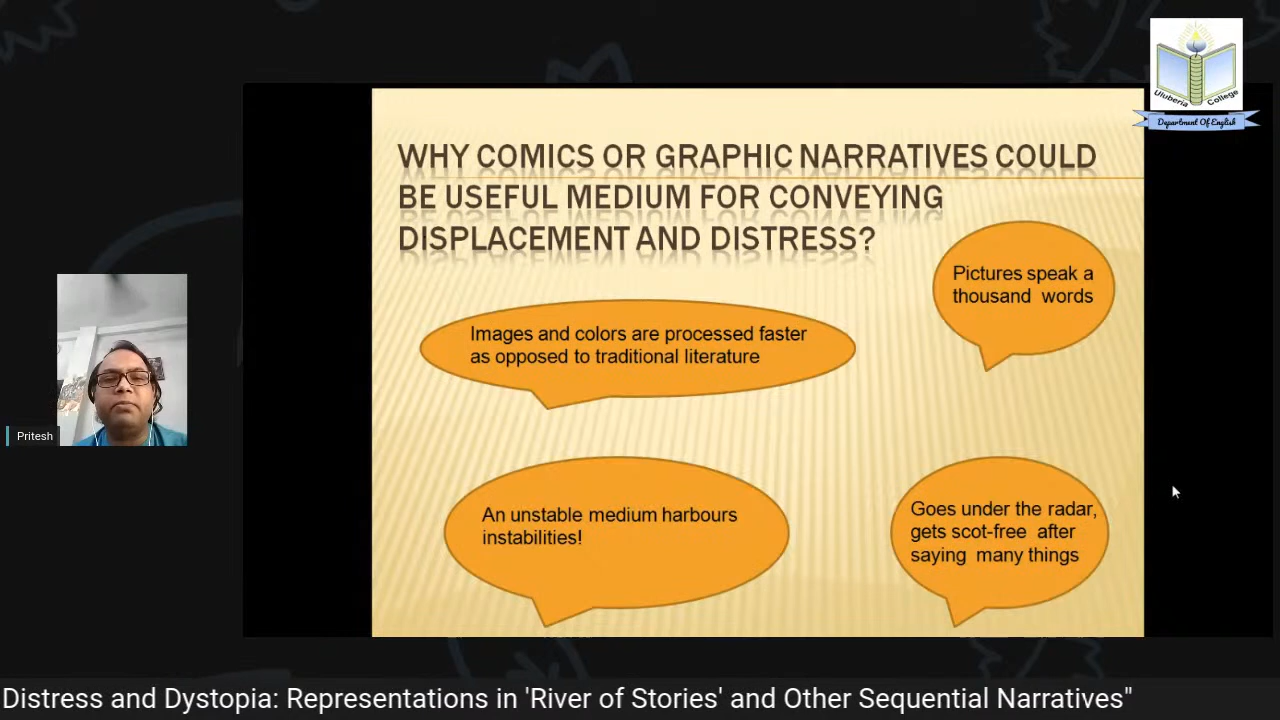 Uluberia College
Department Of English
WHY COMICS OR GRAPHIC NARRATIVES COULD
BE USEFUL MEDIUM FOR CONVEYING
DISPLACEMENT AND DISTRESS?
Pictures speak a
thousand words
Images and colors are processed faster
as opposed to traditional literature
An unstable medium harbours
instabilities!
Goes under the radar,
gets scot-free after
saying many things
Pritesh
Distress and Dystopia: Representations in 'River of Stories' and Other Sequential Narratives"